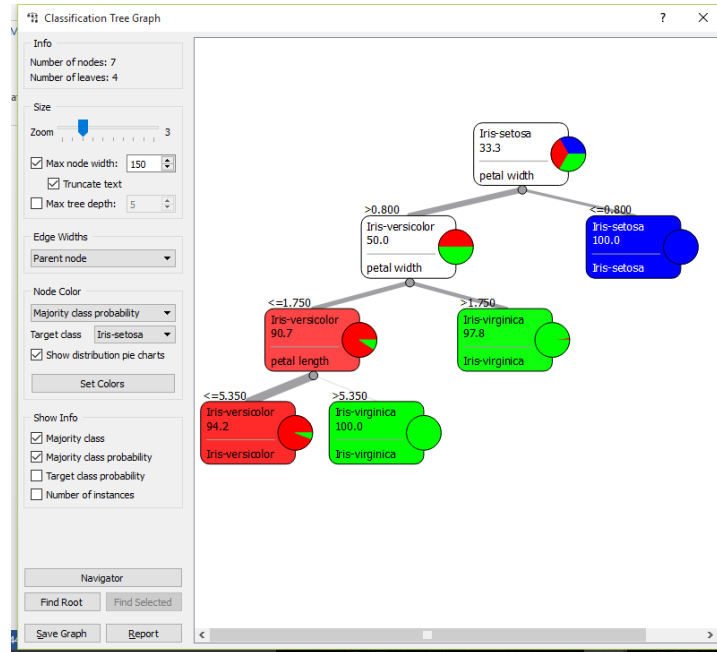 Classification Tree Graph
?
X
Info
Number of nodes: 7
Number of leaves: 4
Size
Zoom
3
Max node width:
150
Truncate text
Max tree depth:
5
Edge Widths
Parent node
Node Color
Majority class probability
Target class
Iris-setosa
Show distribution pie charts
Set Colors
Show Info
Majority class
Majority class probability
Target class probability
Number of instances
Navigator
Find Root
Find Selected
Save Graph
Report
Iris-setosa
33.3
petal width
>0.800
<=0.800
Iris-versicolor
50.0
petal width
Iris-setosa
100.0
Iris-setosa
<=1.750
>1.750
Iris-versicolor
90.7
petal length
Iris-virginica
97.8
Iris-virginica
<=5.350
>5.350
Iris-versicolor
94.2
Iris-versicolor
Iris-virginica
100.0
Iris-virginica